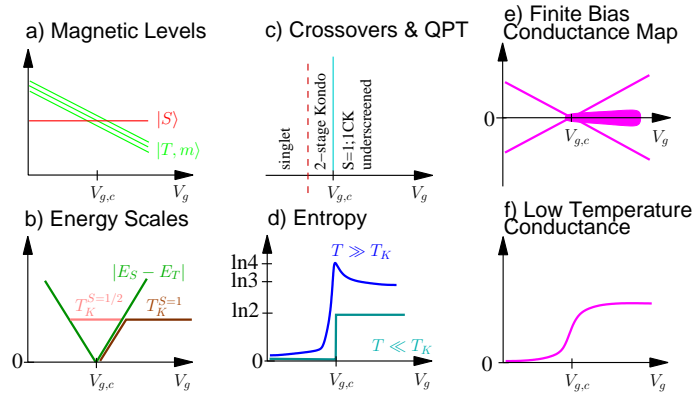 a) Magnetic Levels
|S⟩
|T, m⟩
V_{g,c}
V_g
b) Energy Scales
|E_S − E_T|
T_K^{S=1/2}
T_K^{S=1}
0
V_{g,c}
V_g
c) Crossovers & QPT
singlet
2−stage Kondo
S=1;1CK
underscreened
V_{g,c}
V_g
d) Entropy
T ≫ T_K
ln4
ln3
ln2
T ≪ T_K
0
V_{g,c}
V_g
e) Finite Bias
Conductance Map
0
V_{g,c}
V_g
f) Low Temperature
Conductance
0
V_{g,c}
V_g